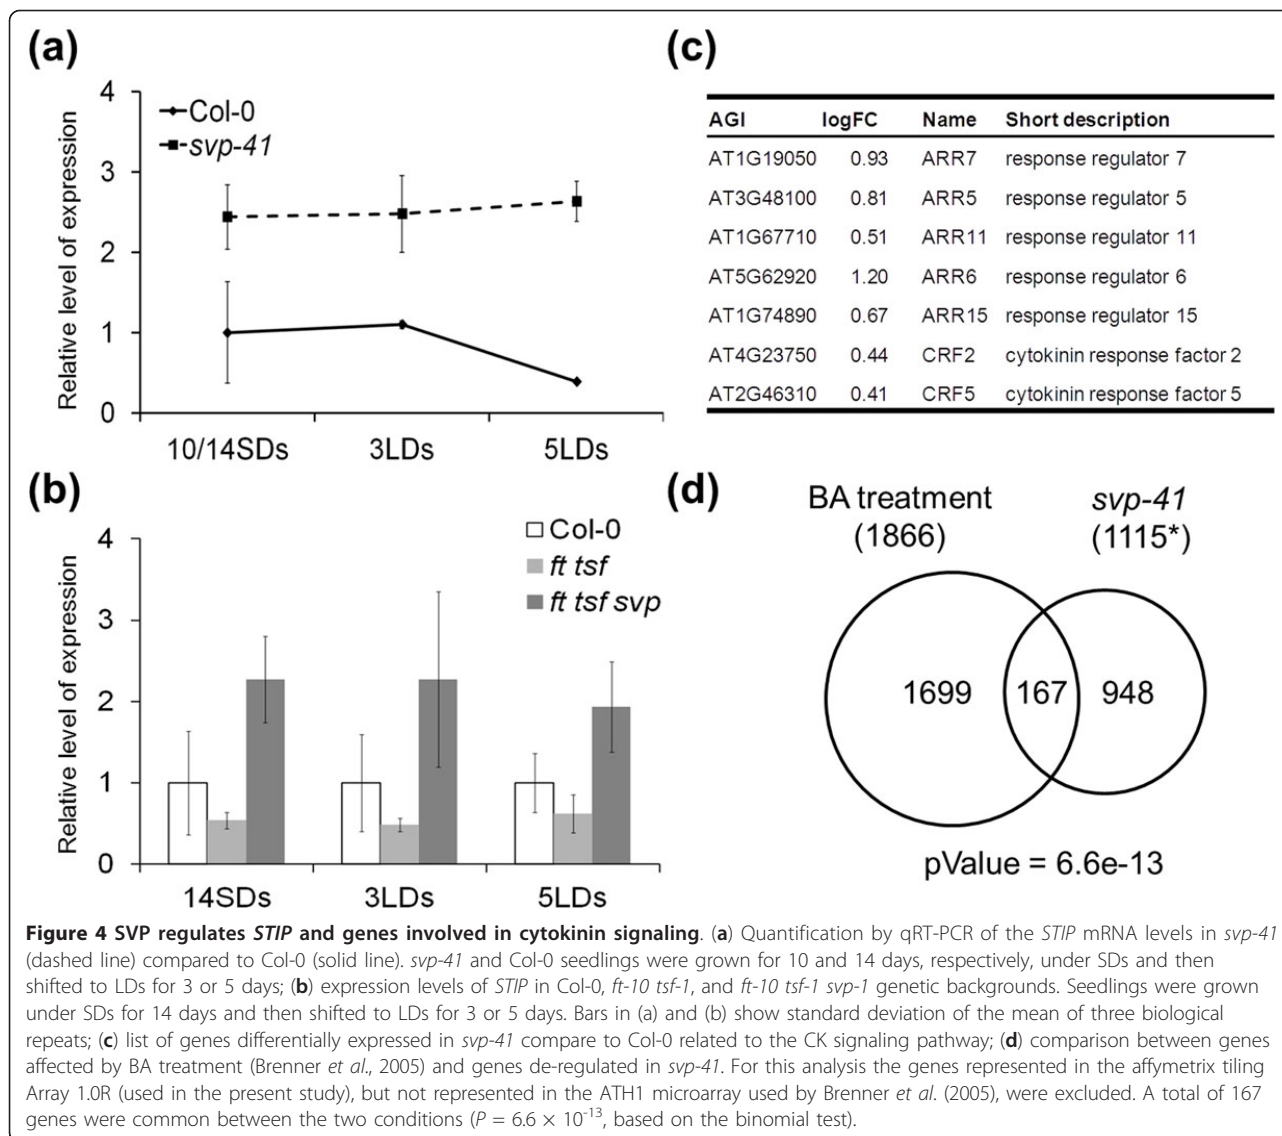 (a)
4
3
2
1
0
Relative level of expression
Col-0
svp-41
10/14SDs 3LDs 5LDs
(c)
AGI logFC Name Short description
AT1G19050 0.93 ARR7 response regulator 7
AT3G48100 0.81 ARR5 response regulator 5
AT1G67710 0.51 ARR11 response regulator 11
AT5G62920 1.20 ARR6 response regulator 6
AT1G74890 0.67 ARR15 response regulator 15
AT4G23750 0.44 CRF2 cytokinin response factor 2
AT2G46310 0.41 CRF5 cytokinin response factor 5
(b)
4
3
2
1
0
Relative level of expression
Col-0
ft tsf
ft tsf svp
14SDs 3LDs 5LDs
(d)
BA treatment
(1866)
svp-41
(1115*)
1699 167 948
pValue = 6.6e-13
Figure 4 SVP regulates STIP and genes involved in cytokinin signaling. (a) Quantification by qRT-PCR of the STIP mRNA levels in svp-41
(dashed line) compared to Col-0 (solid line). svp-41 and Col-0 seedlings were grown for 10 and 14 days, respectively, under SDs and then
shifted to LDs for 3 or 5 days; (b) expression levels of STIP in Col-0, ft-10 tsf-1, and ft-10 tsf-1 svp-1 genetic backgrounds. Seedlings were grown
under SDs for 14 days and then shifted to LDs for 3 or 5 days. Bars in (a) and (b) show standard deviation of the mean of three biological
repeats; (c) list of genes differentially expressed in svp-41 compare to Col-0 related to the CK signaling pathway; (d) comparison between genes
affected by BA treatment (Brenner et al., 2005) and genes de-regulated in svp-41. For this analysis the genes represented in the affymetrix tiling
Array 1.0R (used in the present study), but not represented in the ATH1 microarray used by Brenner et al. (2005), were excluded. A total of 167
genes were common between the two conditions (P = 6.6 × 10⁻¹³, based on the binomial test).